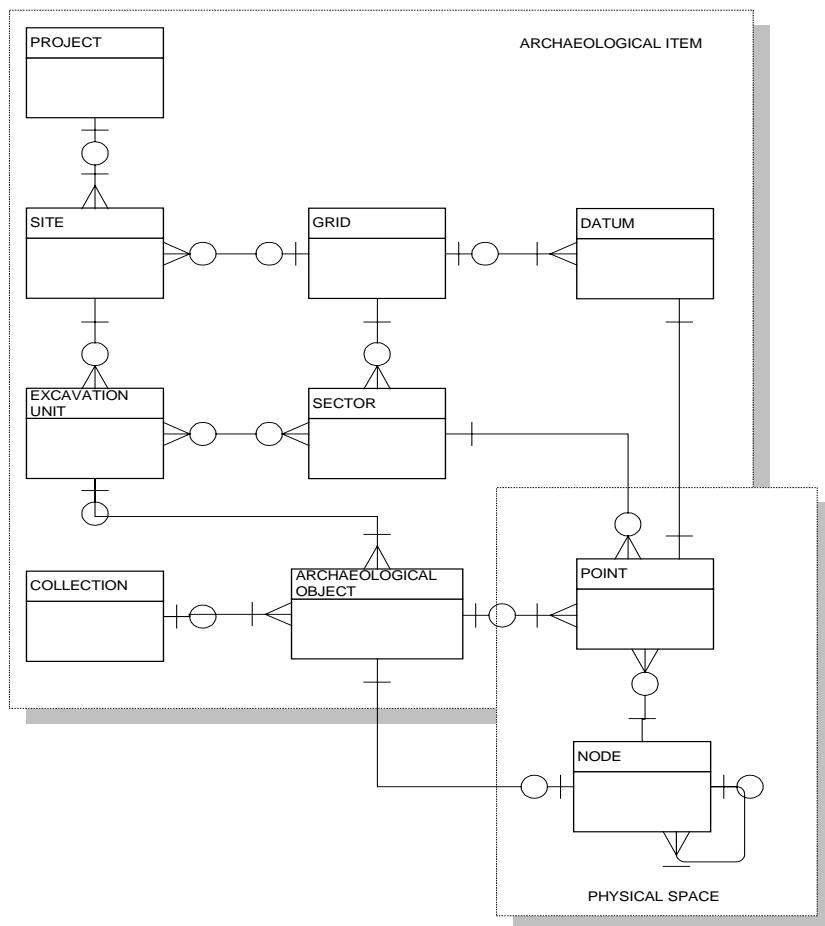 PROJECT
ARCHAEOLOGICAL ITEM
SITE
GRID
DATUM
EXCAVATION
UNIT
SECTOR
COLLECTION
ARCHAEOLOGICAL
OBJECT
POINT
NODE
PHYSICAL SPACE